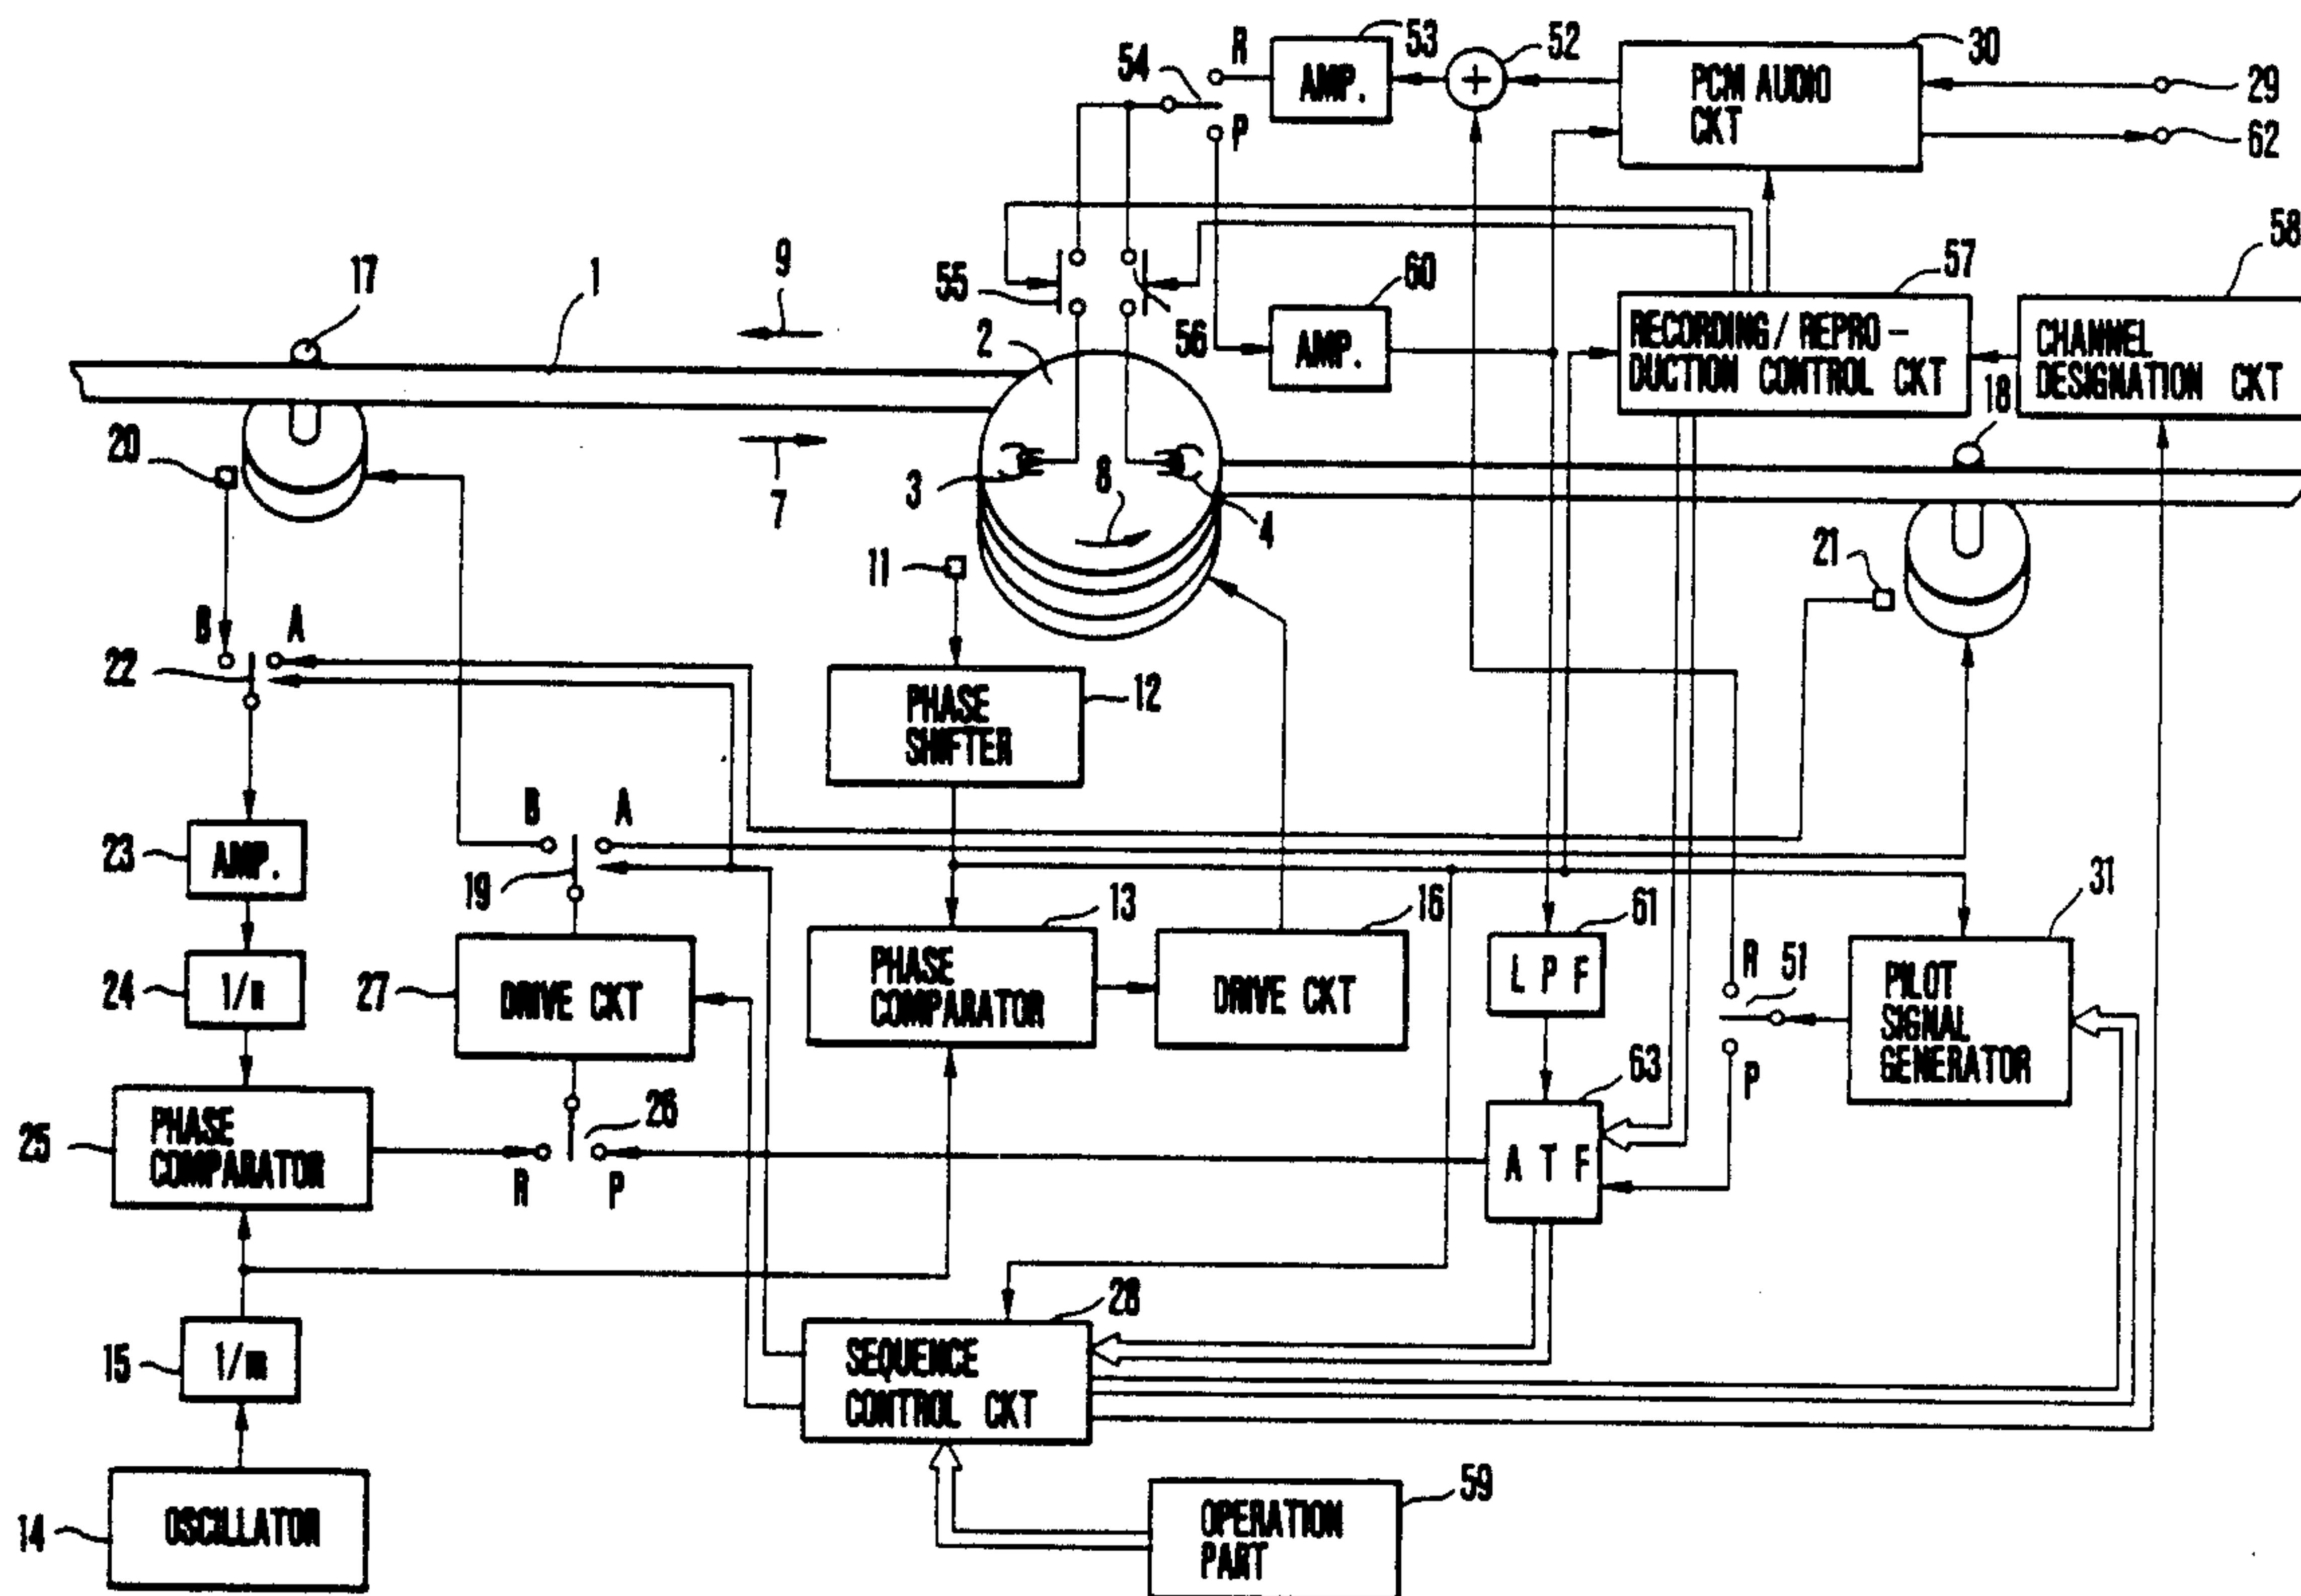 R
53
52
30
54
AMP.
+
PCM AUDIO
CKT
29
P
62
58
17
1
9
55
60
57
2
56
AMP.
RECORDING/REPRO-
DUCTION CONTROL CKT
CHANNEL
DESIGNATION CKT
18
20
7
3
8
4
11
21
B
A
22
PHASE
SHIFTER
12
B
A
23
AMP.
19
13
16
61
31
24
1/n
27
DRIVE CKT
PHASE
COMPARATOR
DRIVE CKT
LPF
R
51
PILOT
SIGNAL
GENERATOR
63
P
25
PHASE
COMPARATOR
26
R
P
ATF
28
15
1/m
SEQUENCE
CONTROL CKT
14
OSCILLATOR
OPERATION
PART
59